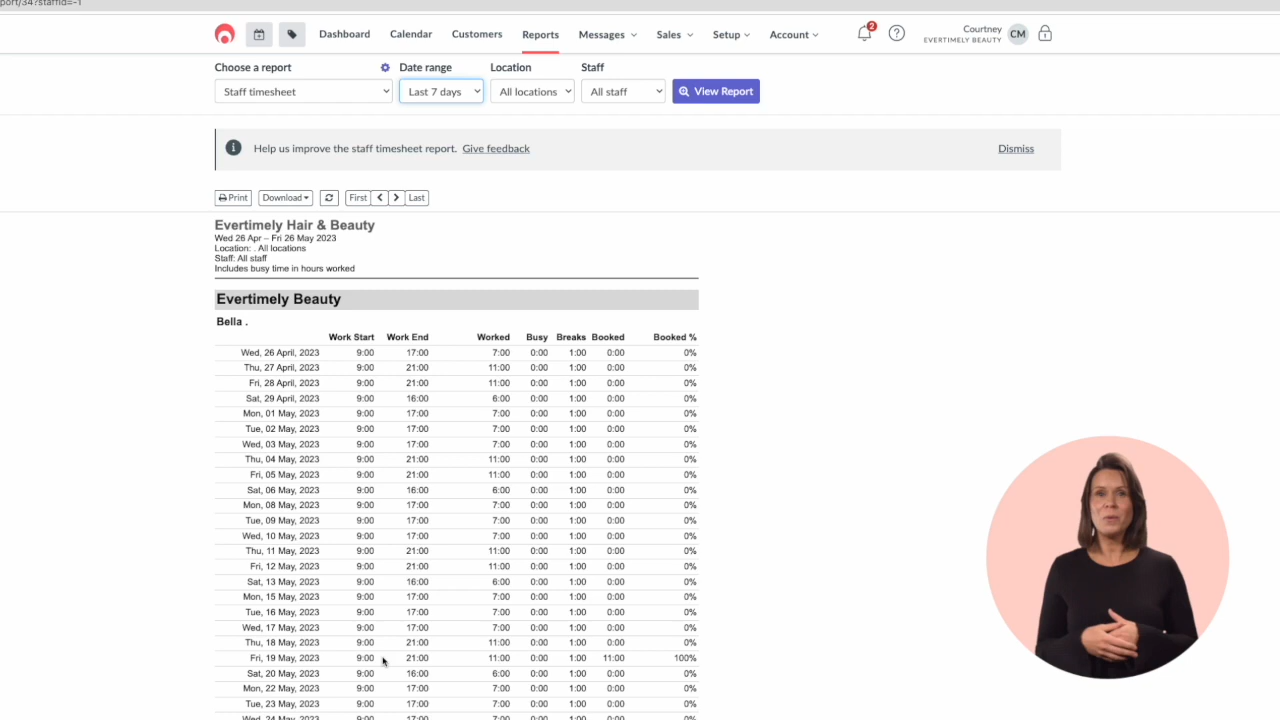 port/34?staffid=-1
Dashboard Calendar Customers Reports Messages Sales Setup Account 2 ? Courtney CM
EVERTIMELY BEAUTY
Choose a report Date range Location Staff
Staff timesheet Last 7 days All locations All staff View Report
Help us improve the staff timesheet report. Give feedback Dismiss
Print Download First Last
Evertimely Hair & Beauty
Wed 26 Apr – Fri 26 May 2023
Location: . All locations
Staff: All staff
Includes busy time in hours worked
Evertimely Beauty
Bella .
Work Start Work End Worked Busy Breaks Booked Booked %
Wed, 26 April, 2023 9:00 17:00 7:00 0:00 1:00 0:00 0%
Thu, 27 April, 2023 9:00 21:00 11:00 0:00 1:00 0:00 0%
Fri, 28 April, 2023 9:00 21:00 11:00 0:00 1:00 0:00 0%
Sat, 29 April, 2023 9:00 16:00 6:00 0:00 1:00 0:00 0%
Mon, 01 May, 2023 9:00 17:00 7:00 0:00 1:00 0:00 0%
Tue, 02 May, 2023 9:00 17:00 7:00 0:00 1:00 0:00 0%
Wed, 03 May, 2023 9:00 17:00 7:00 0:00 1:00 0:00 0%
Thu, 04 May, 2023 9:00 21:00 11:00 0:00 1:00 0:00 0%
Fri, 05 May, 2023 9:00 21:00 11:00 0:00 1:00 0:00 0%
Sat, 06 May, 2023 9:00 16:00 6:00 0:00 1:00 0:00 0%
Mon, 08 May, 2023 9:00 17:00 7:00 0:00 1:00 0:00 0%
Tue, 09 May, 2023 9:00 17:00 7:00 0:00 1:00 0:00 0%
Wed, 10 May, 2023 9:00 17:00 7:00 0:00 1:00 0:00 0%
Thu, 11 May, 2023 9:00 21:00 11:00 0:00 1:00 0:00 0%
Fri, 12 May, 2023 9:00 21:00 11:00 0:00 1:00 0:00 0%
Sat, 13 May, 2023 9:00 16:00 6:00 0:00 1:00 0:00 0%
Mon, 15 May, 2023 9:00 17:00 7:00 0:00 1:00 0:00 0%
Tue, 16 May, 2023 9:00 17:00 7:00 0:00 1:00 0:00 0%
Wed, 17 May, 2023 9:00 17:00 7:00 0:00 1:00 0:00 0%
Thu, 18 May, 2023 9:00 21:00 11:00 0:00 1:00 0:00 0%
Fri, 19 May, 2023 9:00 21:00 11:00 0:00 1:00 11:00 100%
Sat, 20 May, 2023 9:00 16:00 6:00 0:00 1:00 0:00 0%
Mon, 22 May, 2023 9:00 17:00 7:00 0:00 1:00 0:00 0%
Tue, 23 May, 2023 9:00 17:00 7:00 0:00 1:00 0:00 0%
Wed, 24 May, 2023 9:00 17:00 7:00 0:00 1:00 0:00 0%